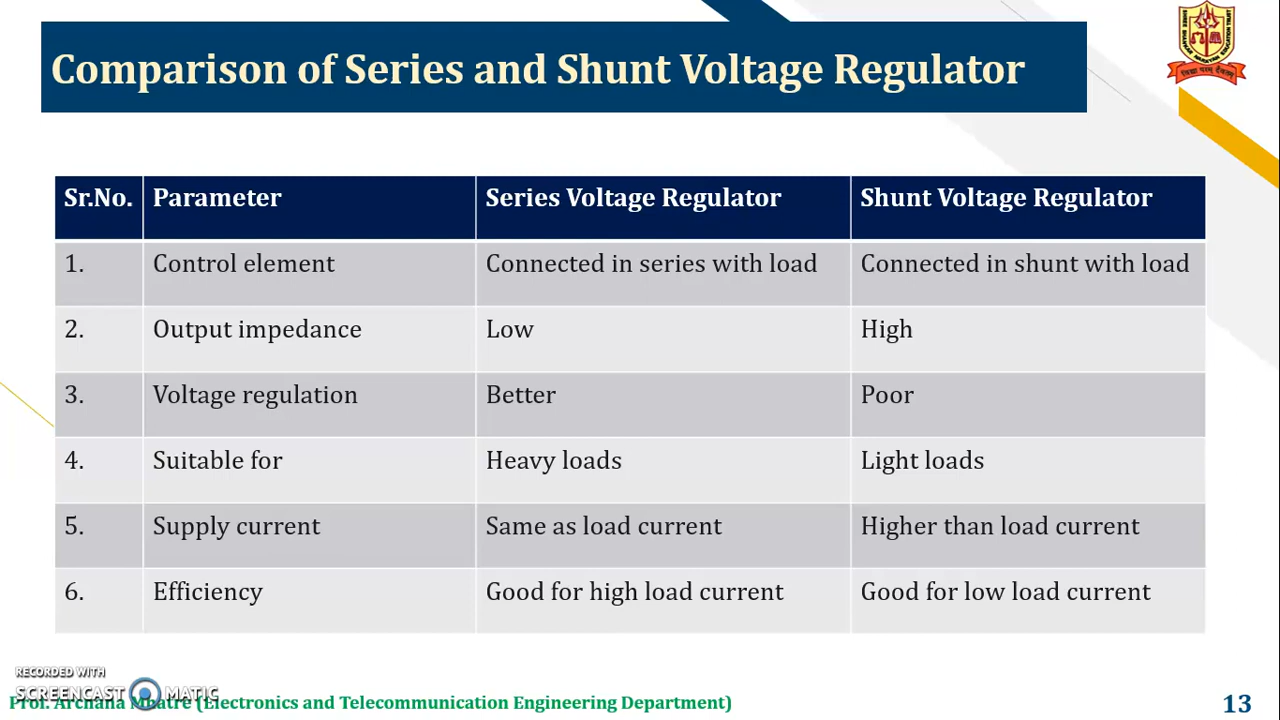 Comparison of Series and Shunt Voltage Regulator
Sr.No. Parameter Series Voltage Regulator Shunt Voltage Regulator
1. Control element Connected in series with load Connected in shunt with load
2. Output impedance Low High
3. Voltage regulation Better Poor
4. Suitable for Heavy loads Light loads
5. Supply current Same as load current Higher than load current
6. Efficiency Good for high load current Good for low load current
RECORDED WITH
SCREENCAST MATIC
Prof. Archana Mhatre (Electronics and Telecommunication Engineering Department)
13